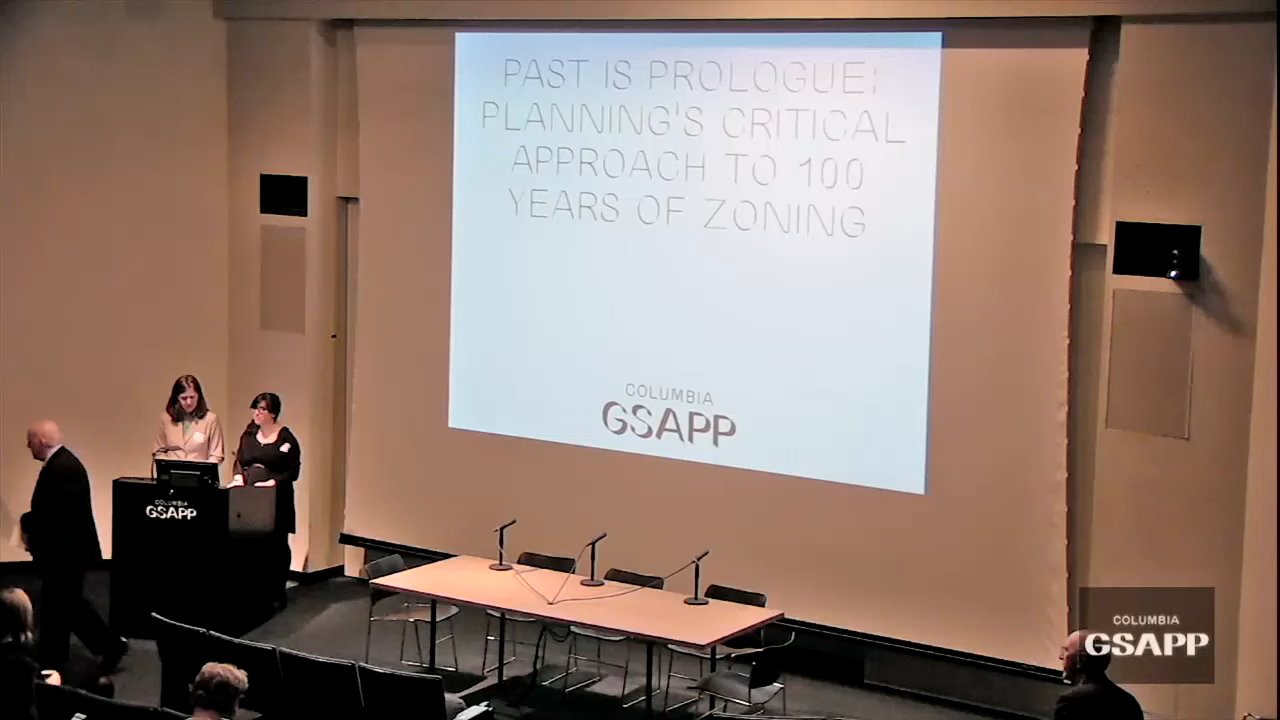 PAST IS PROLOGUE:
PLANNING'S CRITICAL
APPROACH TO 100
YEARS OF ZONING
COLUMBIA
GSAPP
COLUMBIA
GSAPP
COLUMBIA
GSAPP